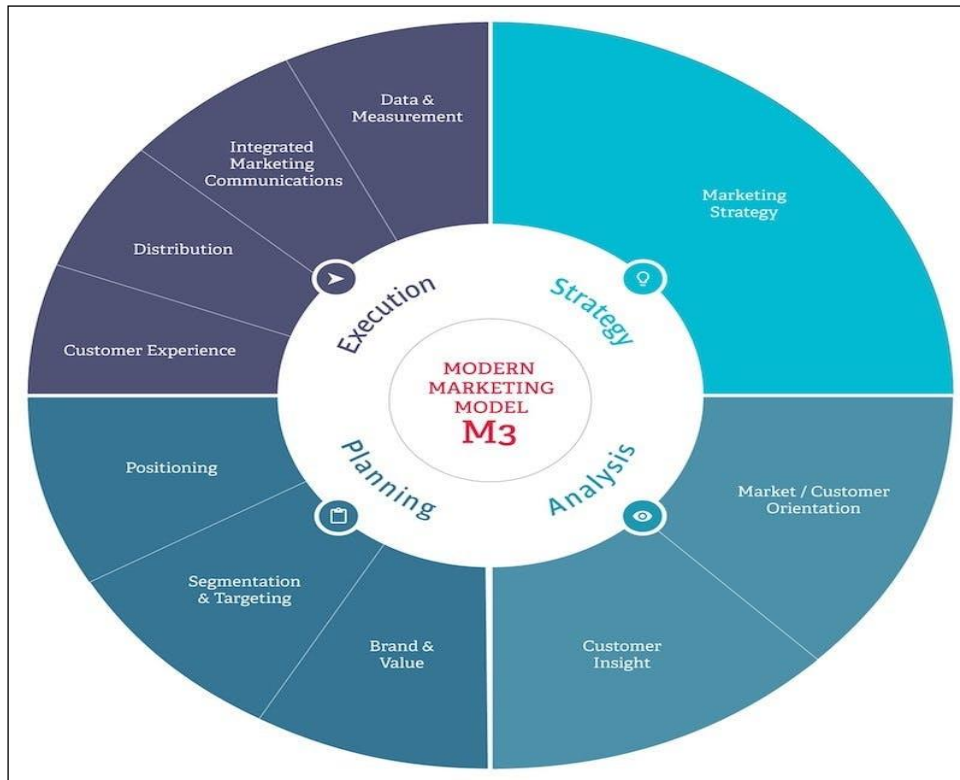 Data &
Measurement
Integrated
Marketing
Communications
Distribution
Customer Experience
Marketing
Strategy
Execution
Strategy
MODERN
MARKETING
MODEL
M3
Planning
Analysis
Positioning
Segmentation
& Targeting
Brand &
Value
Market / Customer
Orientation
Customer
Insight